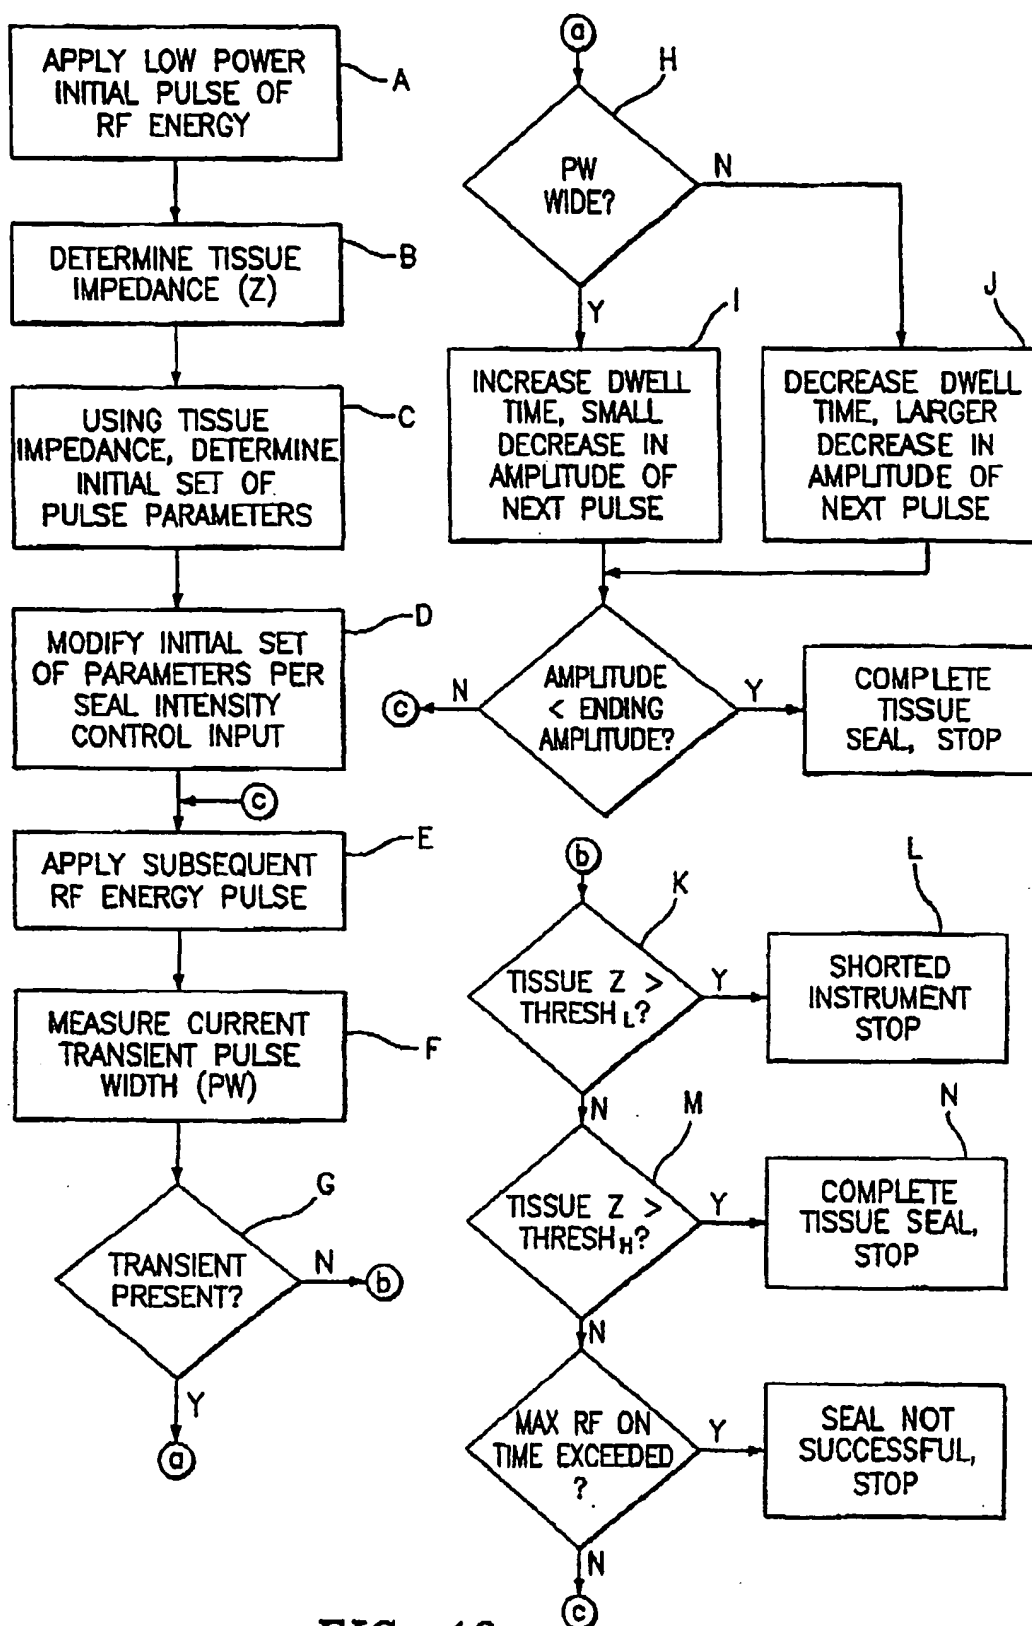 APPLY LOW POWER
INITIAL PULSE OF
RF ENERGY
A
DETERMINE TISSUE
IMPEDANCE (Z)
B
USING TISSUE
IMPEDANCE, DETERMINE
INITIAL SET OF
PULSE PARAMETERS
C
MODIFY INITIAL SET
OF PARAMETERS PER
SEAL INTENSITY
CONTROL INPUT
D
c
APPLY SUBSEQUENT
RF ENERGY PULSE
E
MEASURE CURRENT
TRANSIENT PULSE
WIDTH (PW)
F
TRANSIENT
PRESENT?
G
N
b
Y
a
a
H
PW
WIDE?
N
Y
I
INCREASE DWELL
TIME, SMALL
DECREASE IN
AMPLITUDE OF
NEXT PULSE
J
DECREASE DWELL
TIME, LARGER
DECREASE IN
AMPLITUDE OF
NEXT PULSE
AMPLITUDE
< ENDING
AMPLITUDE?
N
c
Y
COMPLETE
TISSUE
SEAL, STOP
b
K
TISSUE Z >
THRESH L?
Y
L
SHORTED
INSTRUMENT
STOP
N
M
TISSUE Z >
THRESH H?
Y
N
COMPLETE
TISSUE SEAL,
STOP
N
MAX RF ON
TIME EXCEEDED
?
Y
SEAL NOT
SUCCESSFUL,
STOP
N
c